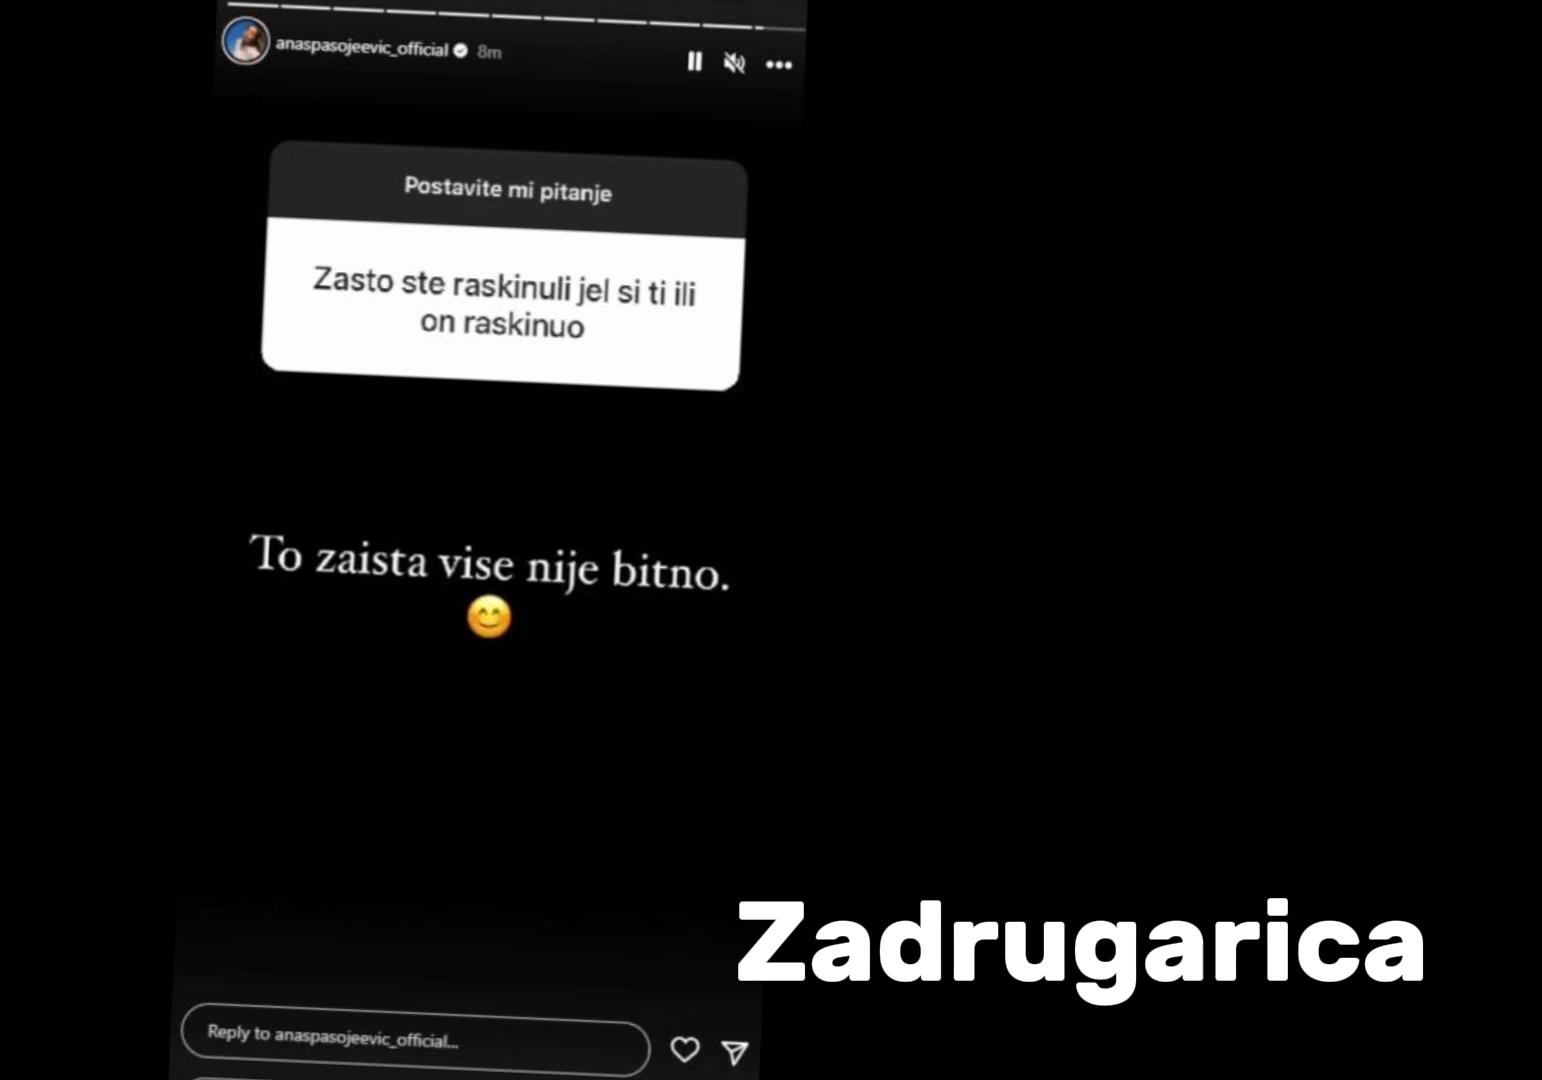 anaspasojeevic_official 8m
Postavite mi pitanje
Zasto ste raskinuli jel si ti ili
on raskinuo
To zaista vise nije bitno.
😊
Zadrugarica
Reply to anaspasojeevic_official...